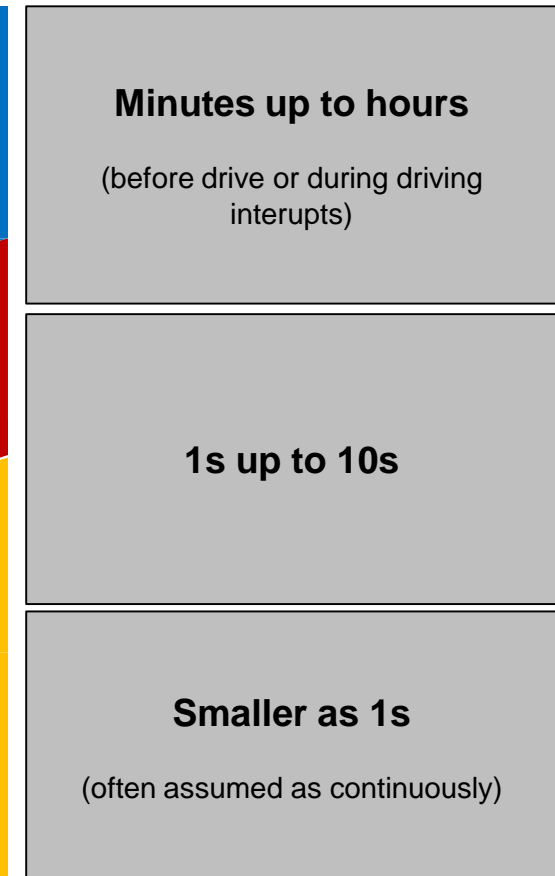 Minutes up to hours
(before drive or during driving
interupts)
1s up to 10s
Smaller as 1s
(often assumed as continuously)